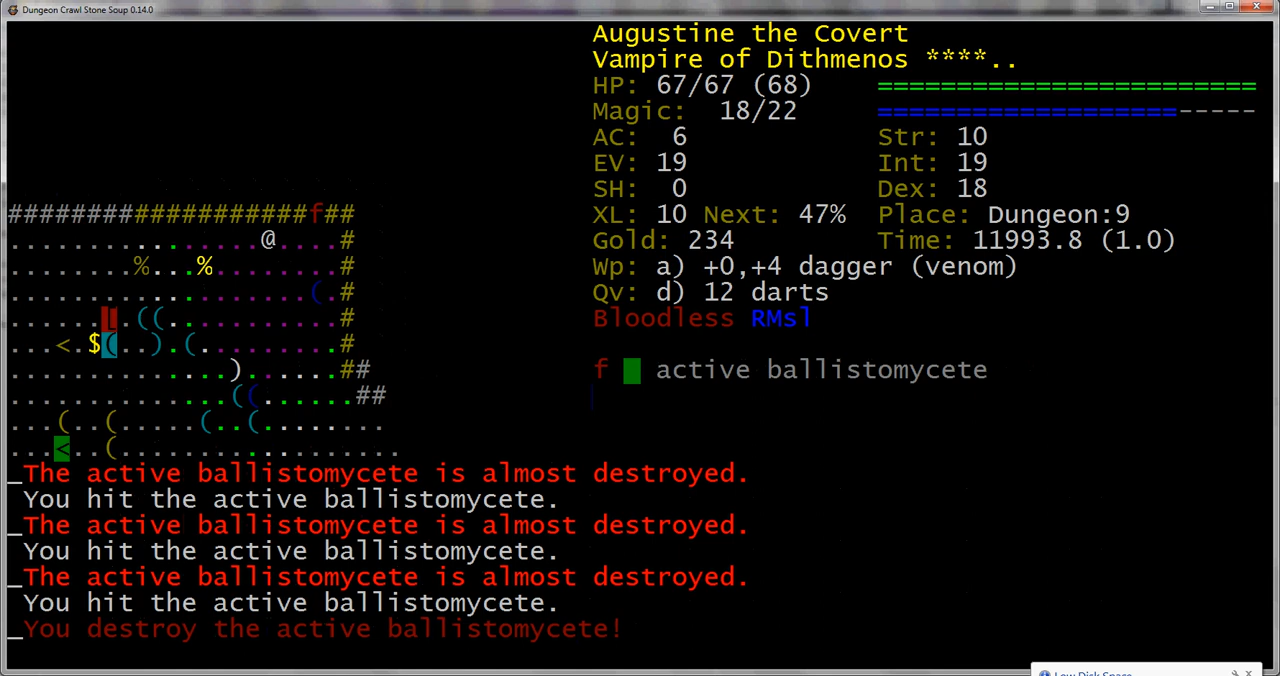 Dungeon Crawl Stone Soup 0.14.0
Augustine the Covert
Vampire of Dithmenos ****..
HP: 67/67 (68) ========================
Magic: 18/22 ===================-----
AC: 6 Str: 10
EV: 19 Int: 19
SH: 0 Dex: 18
XL: 10 Next: 47% Place: Dungeon:9
Gold: 234 Time: 11993.8 (1.0)
Wp: a) +0,+4 dagger (venom)
Qv: d) 12 darts
Bloodless RMsl
f active ballistomycete
_The active ballistomycete is almost destroyed.
You hit the active ballistomycete.
_The active ballistomycete is almost destroyed.
You hit the active ballistomycete.
_The active ballistomycete is almost destroyed.
You hit the active ballistomycete.
_You destroy the active ballistomycete!
Low Disk Space